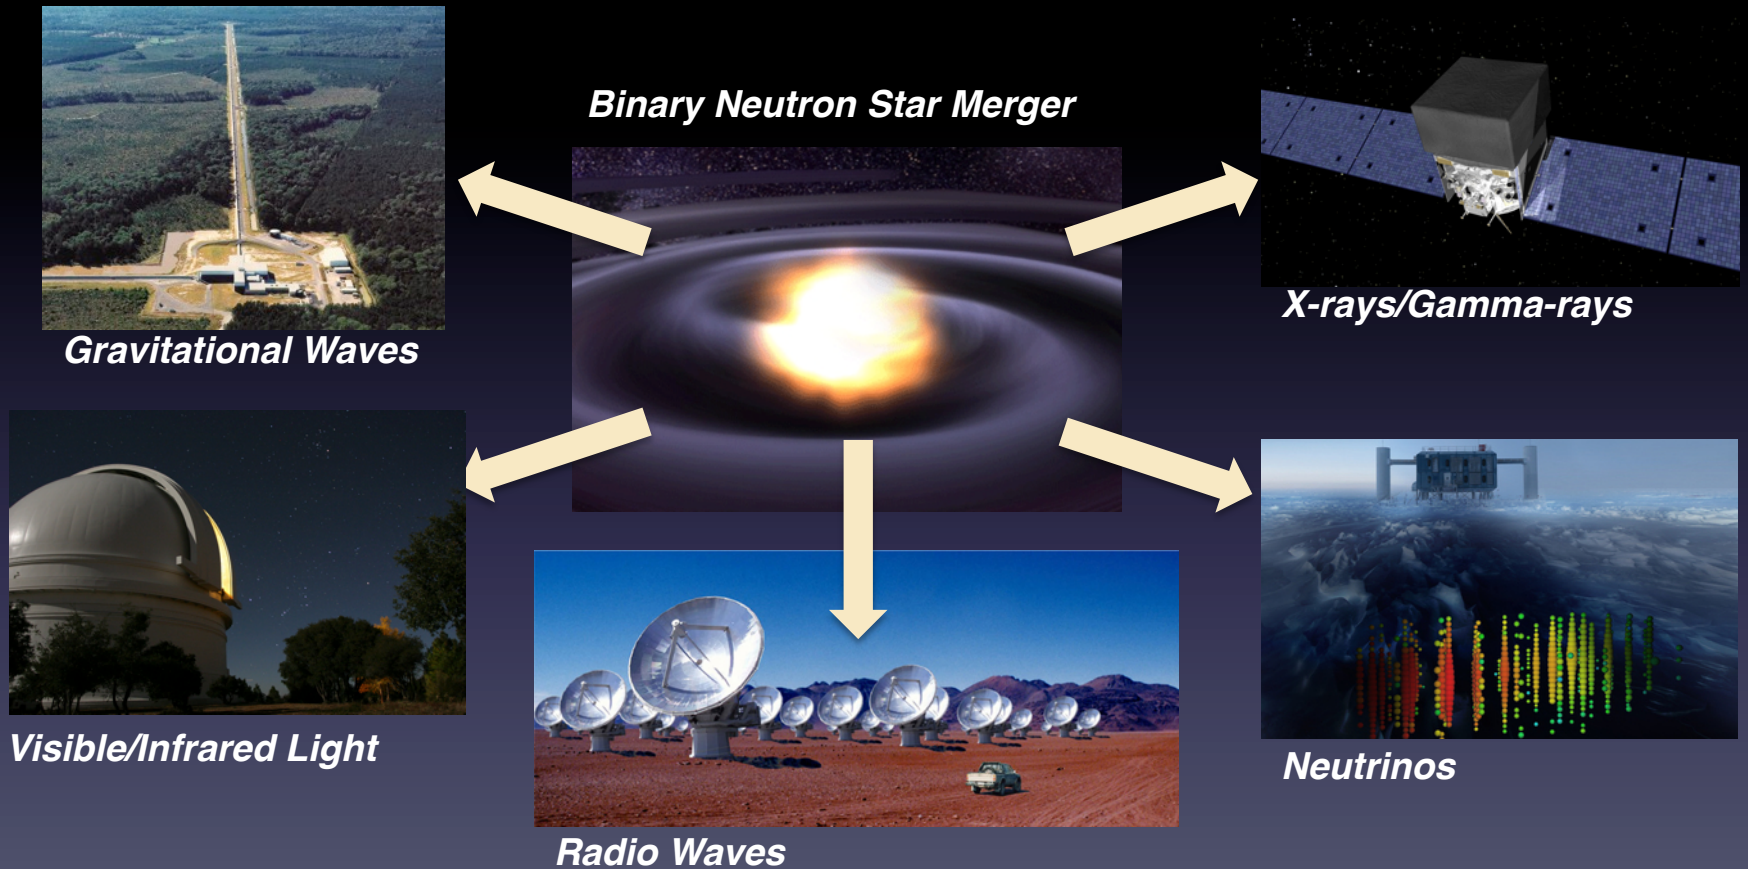 Binary Neutron Star Merger
Gravitational Waves
X-rays/Gamma-rays
Visible/Infrared Light
Neutrinos
Radio Waves